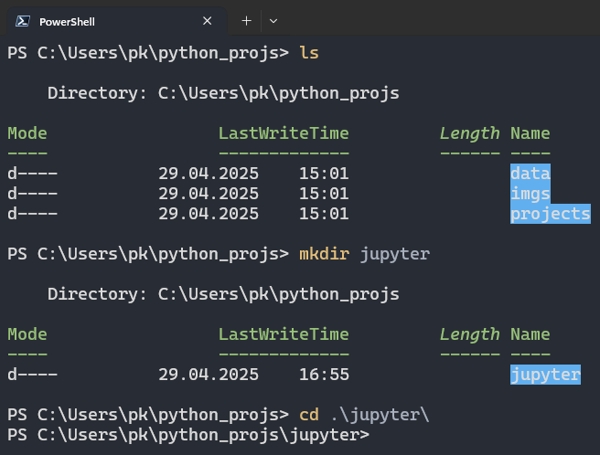 PowerShell
PS C:\Users\pk\python_projs> ls
Directory: C:\Users\pk\python_projs
Mode LastWriteTime Length Name
---- ------------- ------ ----
d---- 29.04.2025 15:01 data
d---- 29.04.2025 15:01 imgs
d---- 29.04.2025 15:01 projects
PS C:\Users\pk\python_projs> mkdir jupyter
Directory: C:\Users\pk\python_projs
Mode LastWriteTime Length Name
---- ------------- ------ ----
d---- 29.04.2025 16:55 jupyter
PS C:\Users\pk\python_projs> cd .\jupyter\
PS C:\Users\pk\python_projs\jupyter>